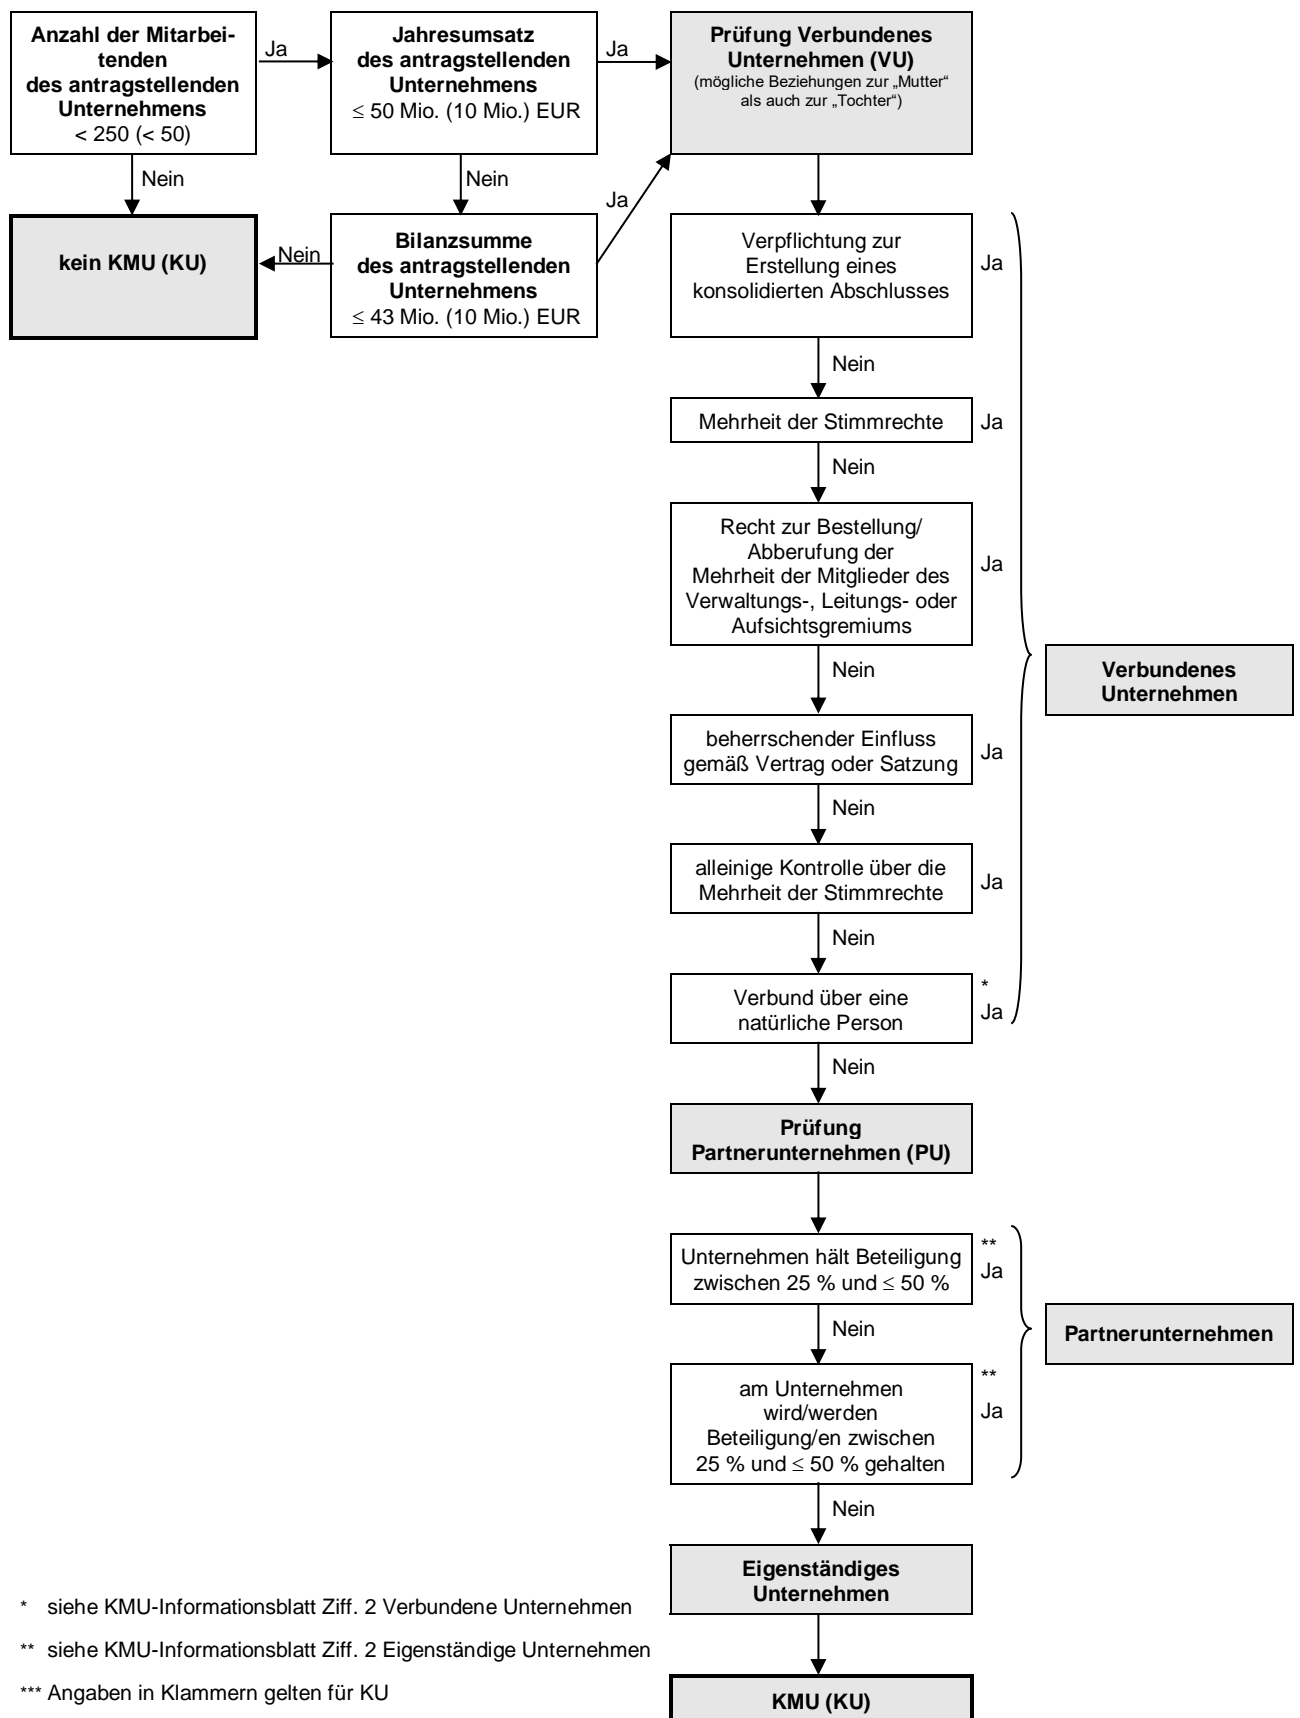 Anzahl der Mitarbei-
tenden
des antragstellenden
Unternehmens
< 250 (< 50)
Ja
Jahresumsatz
des antragstellenden
Unternehmens
≤ 50 Mio. (10 Mio.) EUR
Ja
Prüfung Verbundenes
Unternehmen (VU)
(mögliche Beziehungen zur „Mutter“
als auch zur „Tochter“)
Nein
Nein
Ja
kein KMU (KU)
Nein
Bilanzsumme
des antragstellenden
Unternehmens
≤ 43 Mio. (10 Mio.) EUR
Verpflichtung zur
Erstellung eines
konsolidierten Abschlusses
Ja
Nein
Mehrheit der Stimmrechte
Ja
Nein
Recht zur Bestellung/
Abberufung der
Mehrheit der Mitglieder des
Verwaltungs-, Leitungs- oder
Aufsichtsgremiums
Ja
Nein
Verbundenes
Unternehmen
beherrschender Einfluss
gemäß Vertrag oder Satzung
Ja
Nein
alleinige Kontrolle über die
Mehrheit der Stimmrechte
Ja
Nein
Verbund über eine
natürliche Person
*
Ja
Nein
Prüfung
Partnerunternehmen (PU)
Unternehmen hält Beteiligung
zwischen 25 % und ≤ 50 %
**
Ja
Nein
Partnerunternehmen
am Unternehmen
wird/werden
Beteiligung/en zwischen
25 % und ≤ 50 % gehalten
**
Ja
Nein
Eigenständiges
Unternehmen
* siehe KMU-Informationsblatt Ziff. 2 Verbundene Unternehmen
** siehe KMU-Informationsblatt Ziff. 2 Eigenständige Unternehmen
*** Angaben in Klammern gelten für KU
KMU (KU)